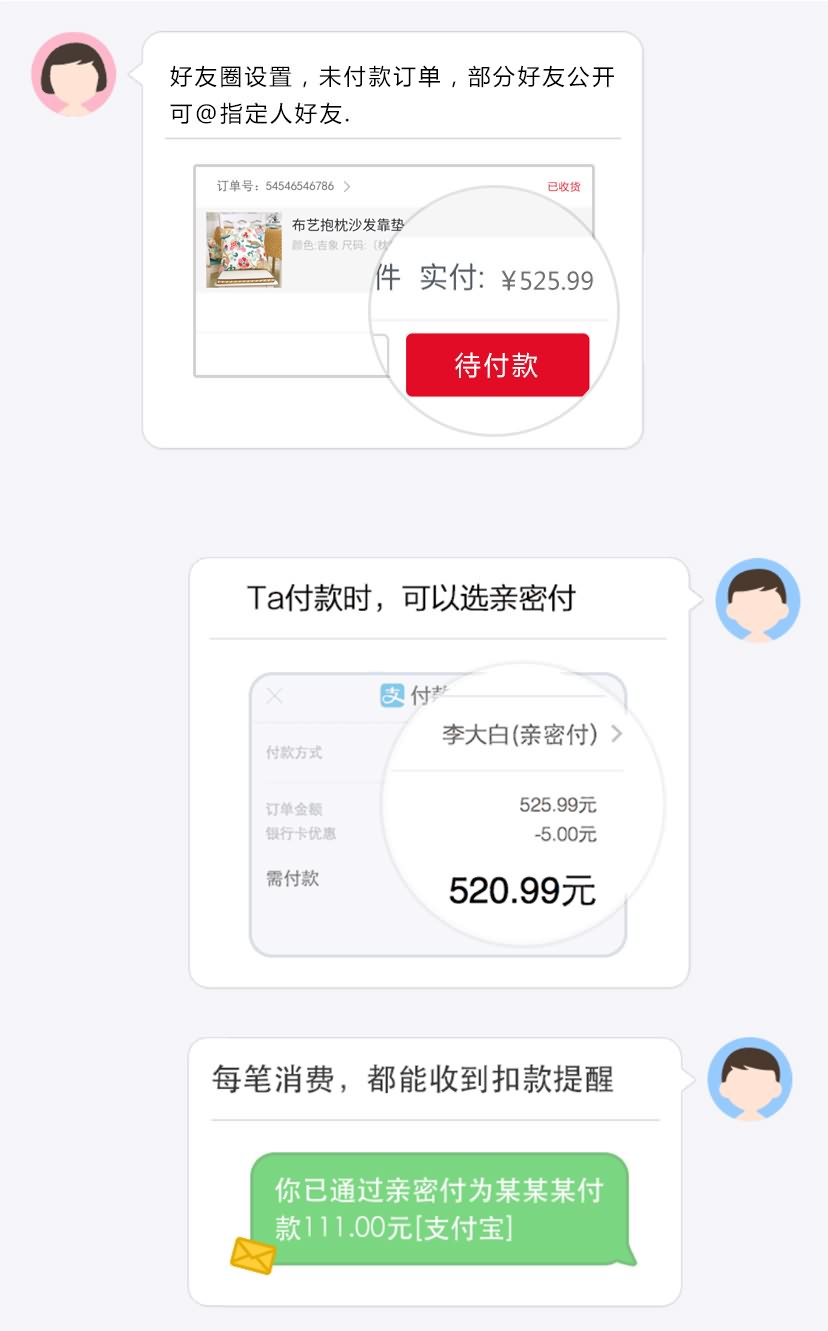 好友圈设置，未付款订单，部分好友公开
可@指定人好友.
订单号：54546546786
已收货
布艺抱枕沙发靠垫
颜色:吉象 尺码:〔枕
件 实付: ¥525.99
待付款
Ta付款时，可以选亲密付
支 付款
李大白(亲密付)
付款方式
订单金额 525.99元
银行卡优惠 -5.00元
需付款 520.99元
每笔消费，都能收到扣款提醒
你已通过亲密付为某某某付
款111.00元[支付宝]